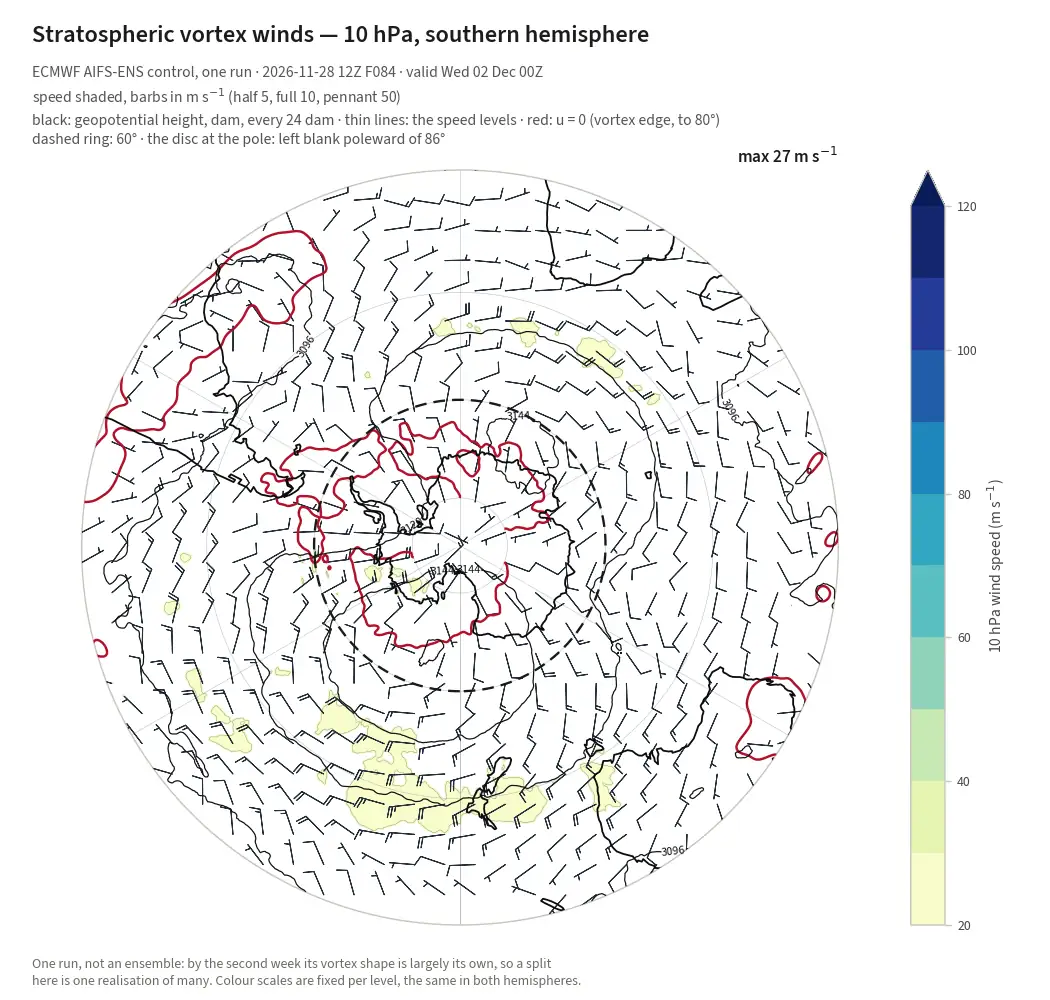 Stratospheric vortex winds — 10 hPa, southern hemisphere
ECMWF AIFS-ENS control, one run · 2026-11-28 12Z F084 · valid Wed 02 Dec 00Z
speed shaded, barbs in m s⁻¹ (half 5, full 10, pennant 50)
black: geopotential height, dam, every 24 dam · thin lines: the speed levels · red: u = 0 (vortex edge, to 80°)
dashed ring: 60° · the disc at the pole: left blank poleward of 86°
max 27 m s⁻¹
120
100
80
60
40
20
10 hPa wind speed (m s⁻¹)
3096
3096
3144
3144
3144
3096
One run, not an ensemble: by the second week its vortex shape is largely its own, so a split
here is one realisation of many. Colour scales are fixed per level, the same in both hemispheres.